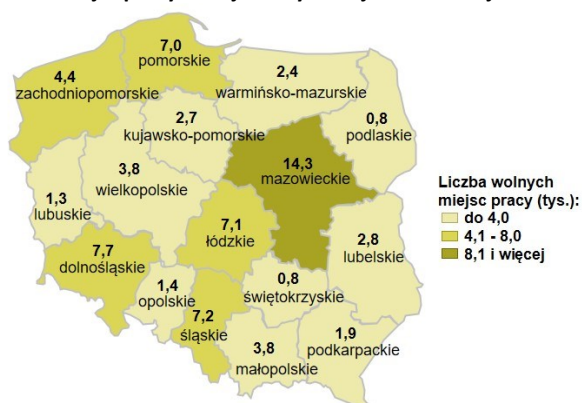 7,0
pomorskie
4,4
zachodniopomorskie
2,4
warmińsko-mazurskie
2,7
kujawsko-pomorskie
0,8
podlaskie
14,3
mazowieckie
3,8
wielkopolskie
1,3
lubuskie
7,1
łódzkie
2,8
lubelskie
7,7
dolnośląskie
1,4
opolskie
0,8
świętokrzyskie
7,2
śląskie
3,8
małopolskie
1,9
podkarpackie
Liczba wolnych
miejsc pracy (tys.):
do 4,0
4,1 - 8,0
8,1 i więcej